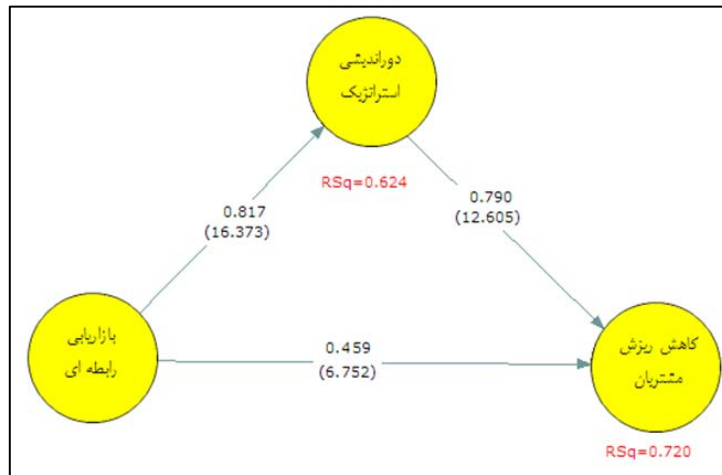 دوراندیشی
استراتژیک
RSq=0.624
0.817
(16.373)
0.790
(12.605)
بازاریابی
رابطه ای
0.459
(6.752)
کاهش ریزش
مشتریان
RSq=0.720